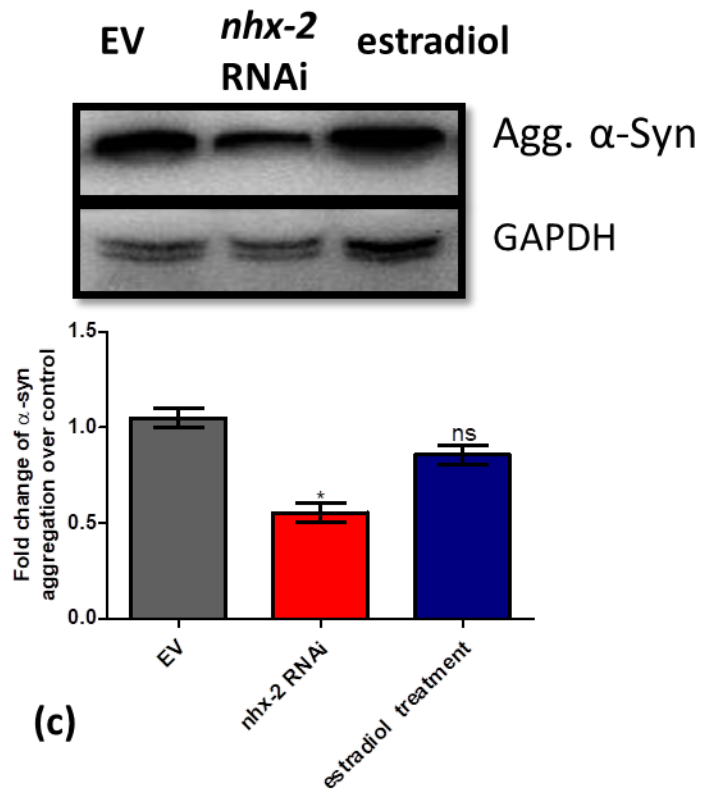 EV
nhx-2
RNAi
estradiol
Agg. α-Syn
GAPDH
1.5
1.0
0.5
0.0
Fold change of α-syn
aggregation over control
*
ns
EV
nhx-2 RNAi
estradiol treatment
(c)